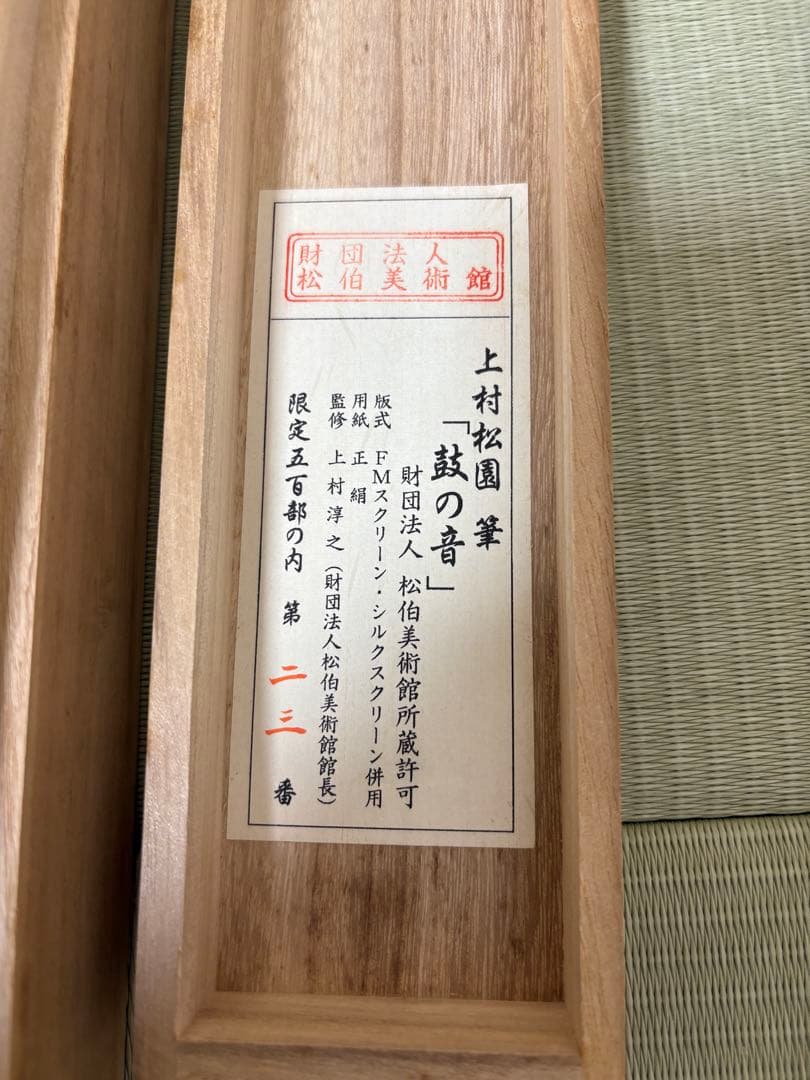 財団法人
松伯美術館
上村松園 筆
「鼓の音」
財団法人 松伯美術館所蔵許可
版式 FMスクリーン・シルクスクリーン併用
用紙 正絹
監修 上村淳之(財団法人松伯美術館館長)
限定五百部の内 第 二三 番